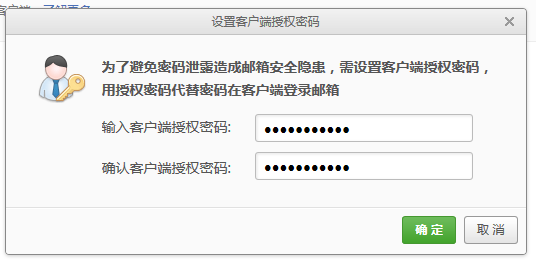 设置客户端授权密码
为了避免密码泄露造成邮箱安全隐患，需设置客户端授权密码，
用授权密码代替密码在客户端登录邮箱
输入客户端授权密码:
确认客户端授权密码:
确 定
取 消